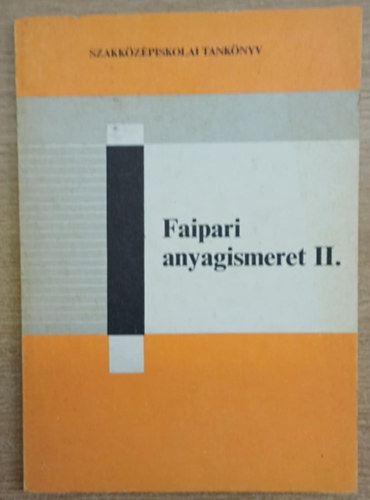 SZAKKÖZÉPISKOLAI TANKÖNYV
Faipari
anyagismeret II.